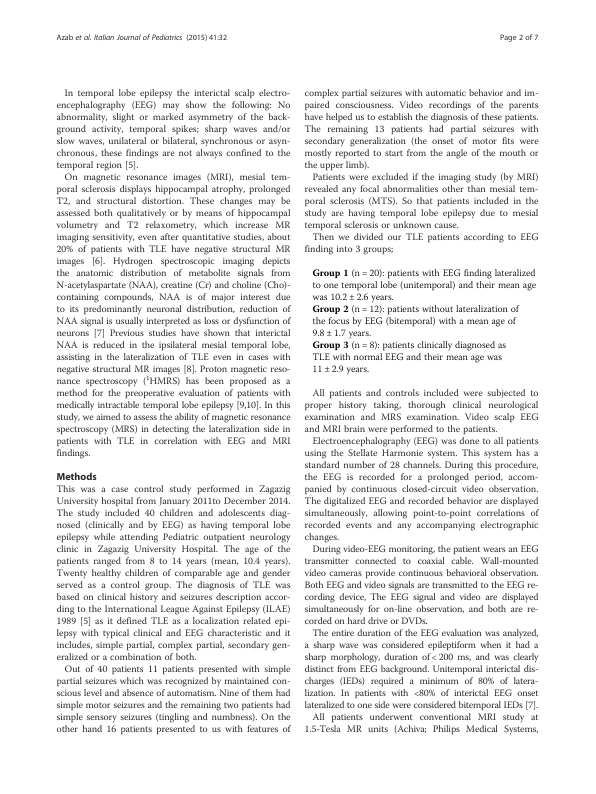 Azab et al. Italian Journal of Pediatrics (2015) 41:32
Page 2 of 7
In temporal lobe epilepsy the interictal scalp electro-
encephalography (EEG) may show the following: No
abnormality, slight or marked asymmetry of the back-
ground activity, temporal spikes; sharp waves and/or
slow waves, unilateral or bilateral, synchronous or asyn-
chronous, these findings are not always confined to the
temporal region [5].
On magnetic resonance images (MRI), mesial tem-
poral sclerosis displays hippocampal atrophy, prolonged
T2, and structural distortion. These changes may be
assessed both qualitatively or by means of hippocampal
volumetry and T2 relaxometry, which increase MR
imaging sensitivity, even after quantitative studies, about
20% of patients with TLE have negative structural MR
images [6]. Hydrogen spectroscopic imaging depicts
the anatomic distribution of metabolite signals from
N-acetylaspartate (NAA), creatine (Cr) and choline (Cho)-
containing compounds, NAA is of major interest due
to its predominantly neuronal distribution, reduction of
NAA signal is usually interpreted as loss or dysfunction of
neurons [7] Previous studies have shown that interictal
NAA is reduced in the ipsilateral mesial temporal lobe,
assisting in the lateralization of TLE even in cases with
negative structural MR images [8]. Proton magnetic reso-
nance spectroscopy (¹HMRS) has been proposed as a
method for the preoperative evaluation of patients with
medically intractable temporal lobe epilepsy [9,10]. In this
study, we aimed to assess the ability of magnetic resonance
spectroscopy (MRS) in detecting the lateralization side in
patients with TLE in correlation with EEG and MRI
findings.
Methods
This was a case control study performed in Zagazig
University hospital from January 2011to December 2014.
The study included 40 children and adolescents diag-
nosed (clinically and by EEG) as having temporal lobe
epilepsy while attending Pediatric outpatient neurology
clinic in Zagazig University Hospital. The age of the
patients ranged from 8 to 14 years (mean, 10.4 years).
Twenty healthy children of comparable age and gender
served as a control group. The diagnosis of TLE was
based on clinical history and seizures description accor-
ding to the International League Against Epilepsy (ILAE)
1989 [5] as it defined TLE as a localization related epi-
lepsy with typical clinical and EEG characteristic and it
includes, simple partial, complex partial, secondary gen-
eralized or a combination of both.
Out of 40 patients 11 patients presented with simple
partial seizures which was recognized by maintained con-
scious level and absence of automatism. Nine of them had
simple motor seizures and the remaining two patients had
simple sensory seizures (tingling and numbness). On the
other hand 16 patients presented to us with features of
complex partial seizures with automatic behavior and im-
paired consciousness. Video recordings of the parents
have helped us to establish the diagnosis of these patients.
The remaining 13 patients had partial seizures with
secondary generalization (the onset of motor fits were
mostly reported to start from the angle of the mouth or
the upper limb).
Patients were excluded if the imaging study (by MRI)
revealed any focal abnormalities other than mesial tem-
poral sclerosis (MTS). So that patients included in the
study are having temporal lobe epilepsy due to mesial
temporal sclerosis or unknown cause.
Then we divided our TLE patients according to EEG
finding into 3 groups;
Group 1 (n = 20): patients with EEG finding lateralized
to one temporal lobe (unitemporal) and their mean age
was 10.2 ± 2.6 years.
Group 2 (n = 12): patients without lateralization of
the focus by EEG (bitemporal) with a mean age of
9.8 ± 1.7 years.
Group 3 (n = 8): patients clinically diagnosed as
TLE with normal EEG and their mean age was
11 ± 2.9 years.
All patients and controls included were subjected to
proper history taking, thorough clinical neurological
examination and MRS examination. Video scalp EEG
and MRI brain were performed to the patients.
Electroencephalography (EEG) was done to all patients
using the Stellate Harmonie system. This system has a
standard number of 28 channels. During this procedure,
the EEG is recorded for a prolonged period, accom-
panied by continuous closed-circuit video observation.
The digitalized EEG and recorded behavior are displayed
simultaneously, allowing point-to-point correlations of
recorded events and any accompanying electrographic
changes.
During video-EEG monitoring, the patient wears an EEG
transmitter connected to coaxial cable. Wall-mounted
video cameras provide continuous behavioral observation.
Both EEG and video signals are transmitted to the EEG re-
cording device, The EEG signal and video are displayed
simultaneously for on-line observation, and both are re-
corded on hard drive or DVDs.
The entire duration of the EEG evaluation was analyzed,
a sharp wave was considered epileptiform when it had a
sharp morphology, duration of < 200 ms, and was clearly
distinct from EEG background. Unitemporal interictal dis-
charges (IEDs) required a minimum of 80% of latera-
lization. In patients with <80% of interictal EEG onset
lateralized to one side were considered bitemporal IEDs [7].
All patients underwent conventional MRI study at
1.5-Tesla MR units (Achiva; Philips Medical Systems,